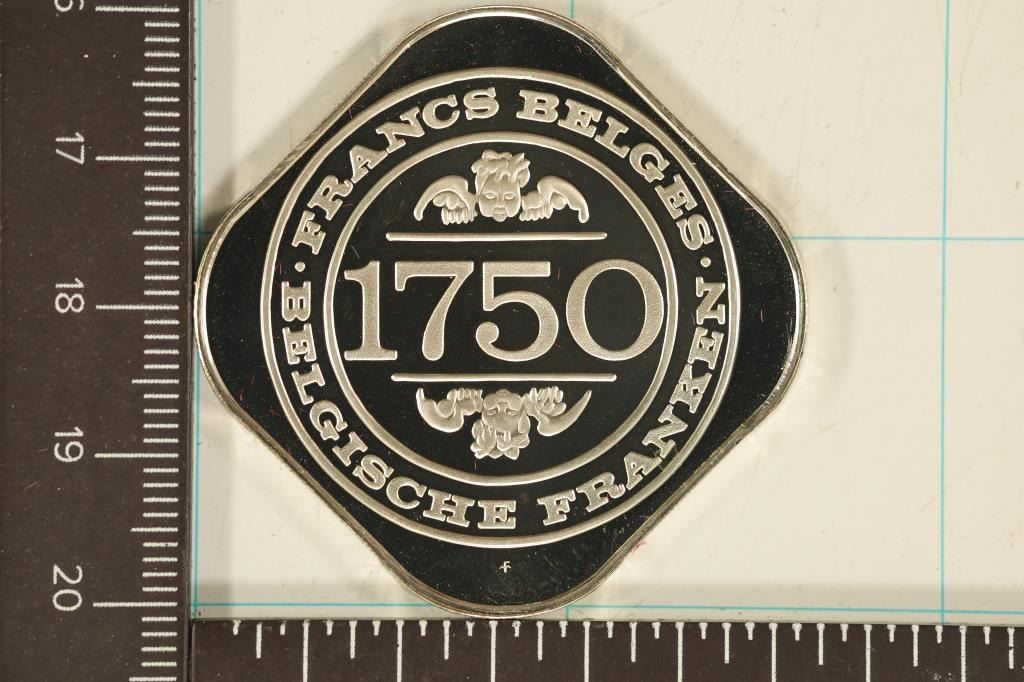 · FRANCS BELGES ·
1750
BELGISCHE FRANKEN
17
18
19
20